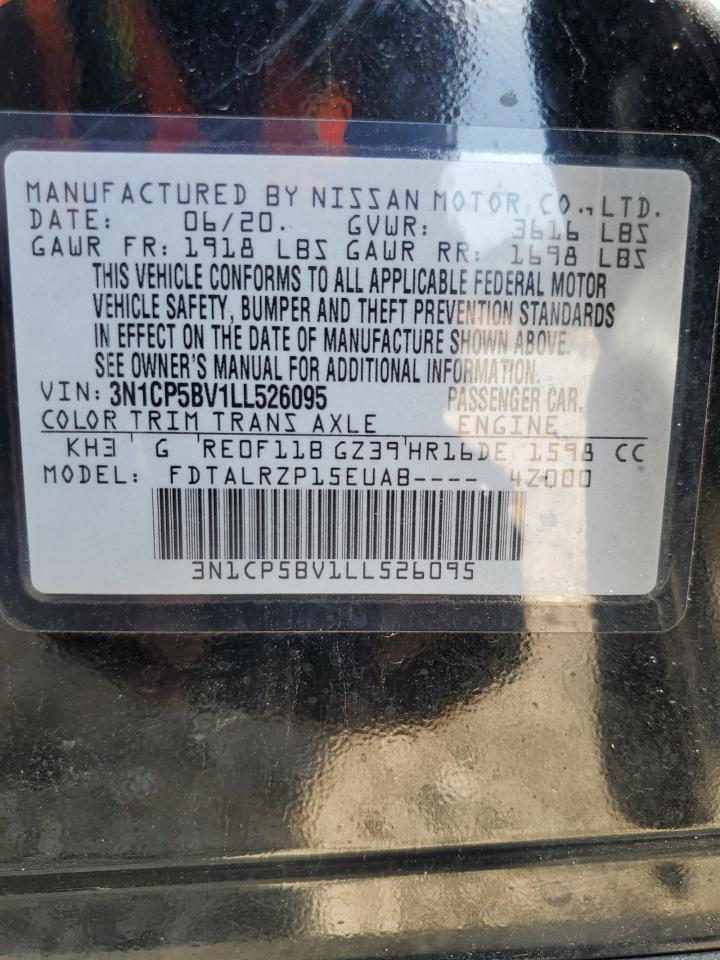 MANUFACTURED BY NISSAN MOTOR CO., LTD.
DATE: 06/20. GVWR: 3616 LBS
GAWR FR: 1918 LBS GAWR RR: 1698 LBS
THIS VEHICLE CONFORMS TO ALL APPLICABLE FEDERAL MOTOR
VEHICLE SAFETY, BUMPER AND THEFT PREVENTION STANDARDS
IN EFFECT ON THE DATE OF MANUFACTURE SHOWN ABOVE.
SEE OWNER'S MANUAL FOR ADDITIONAL INFORMATION.
VIN: 3N1CP5BV1LL526095 PASSENGER CAR.
COLOR TRIM TRANS AXLE ENGINE
KH3 G RE0F11B GZ39 HR16DE 1598 CC
MODEL: FDTALRZP15EUAB---- 4Z000
3N1CP5BV1LL526095